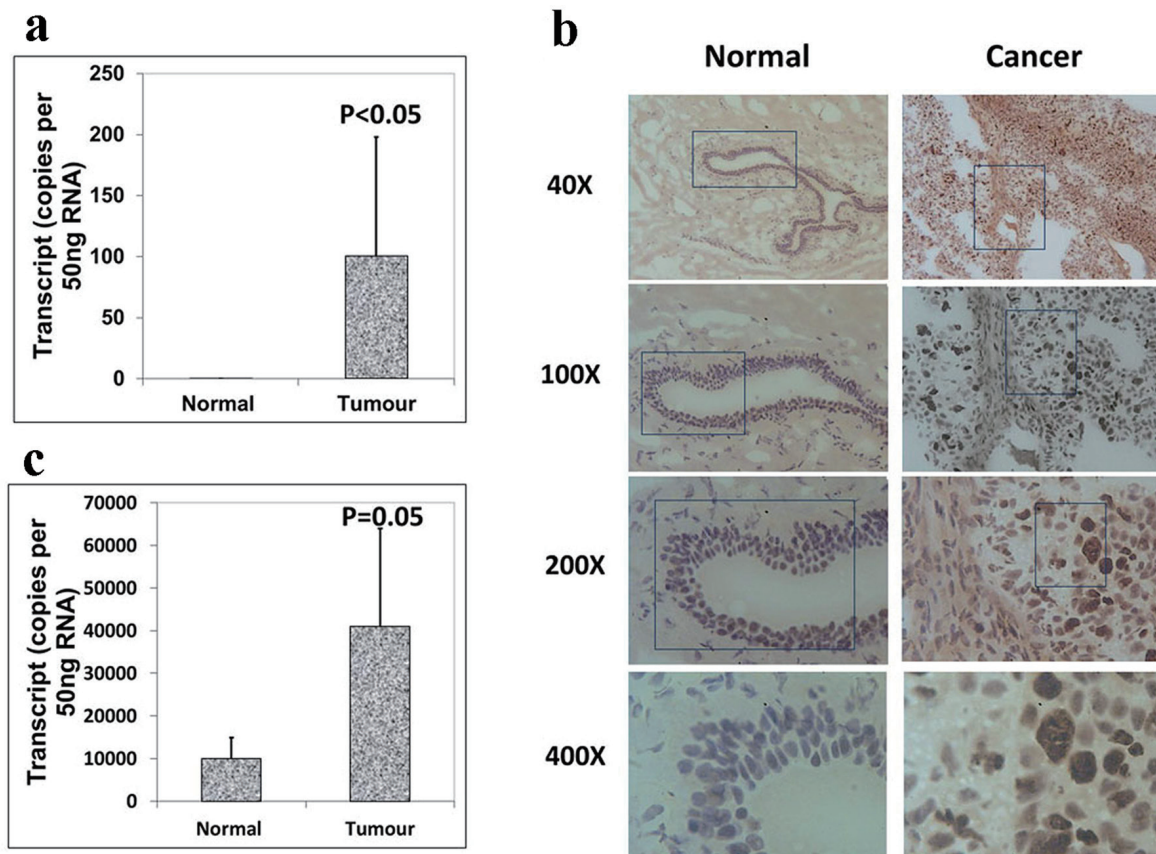 a
250
200
150
100
50
0
Transcript (copies per
50ng RNA)
P<0.05
Normal
Tumour
b
Normal
Cancer
40X
100X
200X
400X
c
70000
60000
50000
40000
30000
20000
10000
0
Transcript (copies per
50ng RNA)
P=0.05
Normal
Tumour